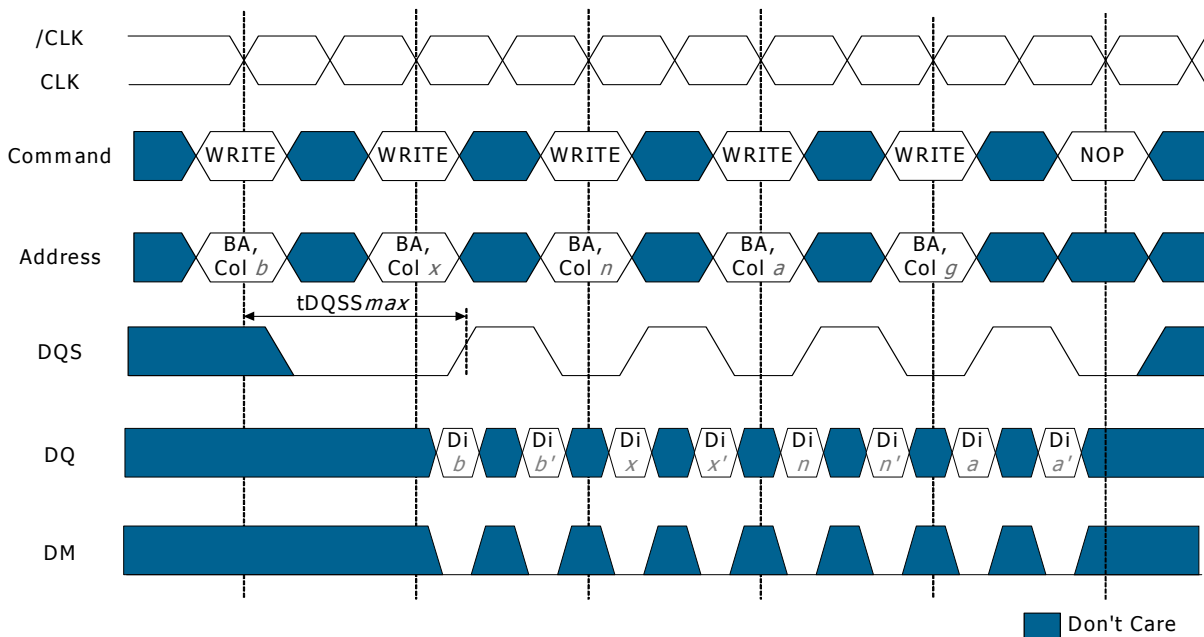 /CLK
CLK
Command
WRITE
WRITE
WRITE
WRITE
WRITE
NOP
Address
BA,
Col b
BA,
Col x
BA,
Col n
BA,
Col a
BA,
Col g
tDQSSmax
DQS
DQ
Di
b
Di
b'
Di
x
Di
x'
Di
n
Di
n'
Di
a
Di
a'
DM
Don't Care